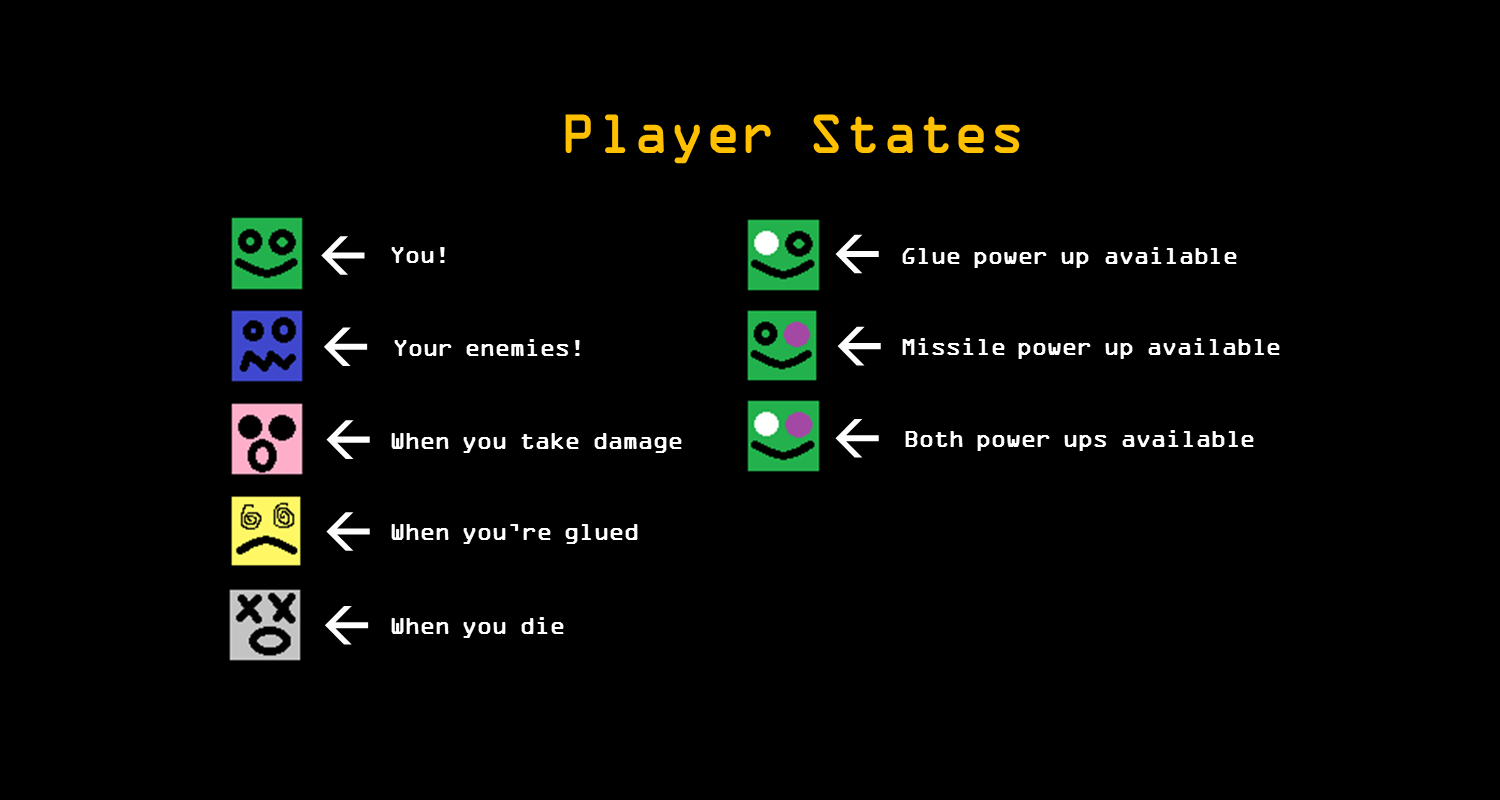 Player States
You!
Your enemies!
When you take damage
When you're glued
When you die
Glue power up available
Missile power up available
Both power ups available